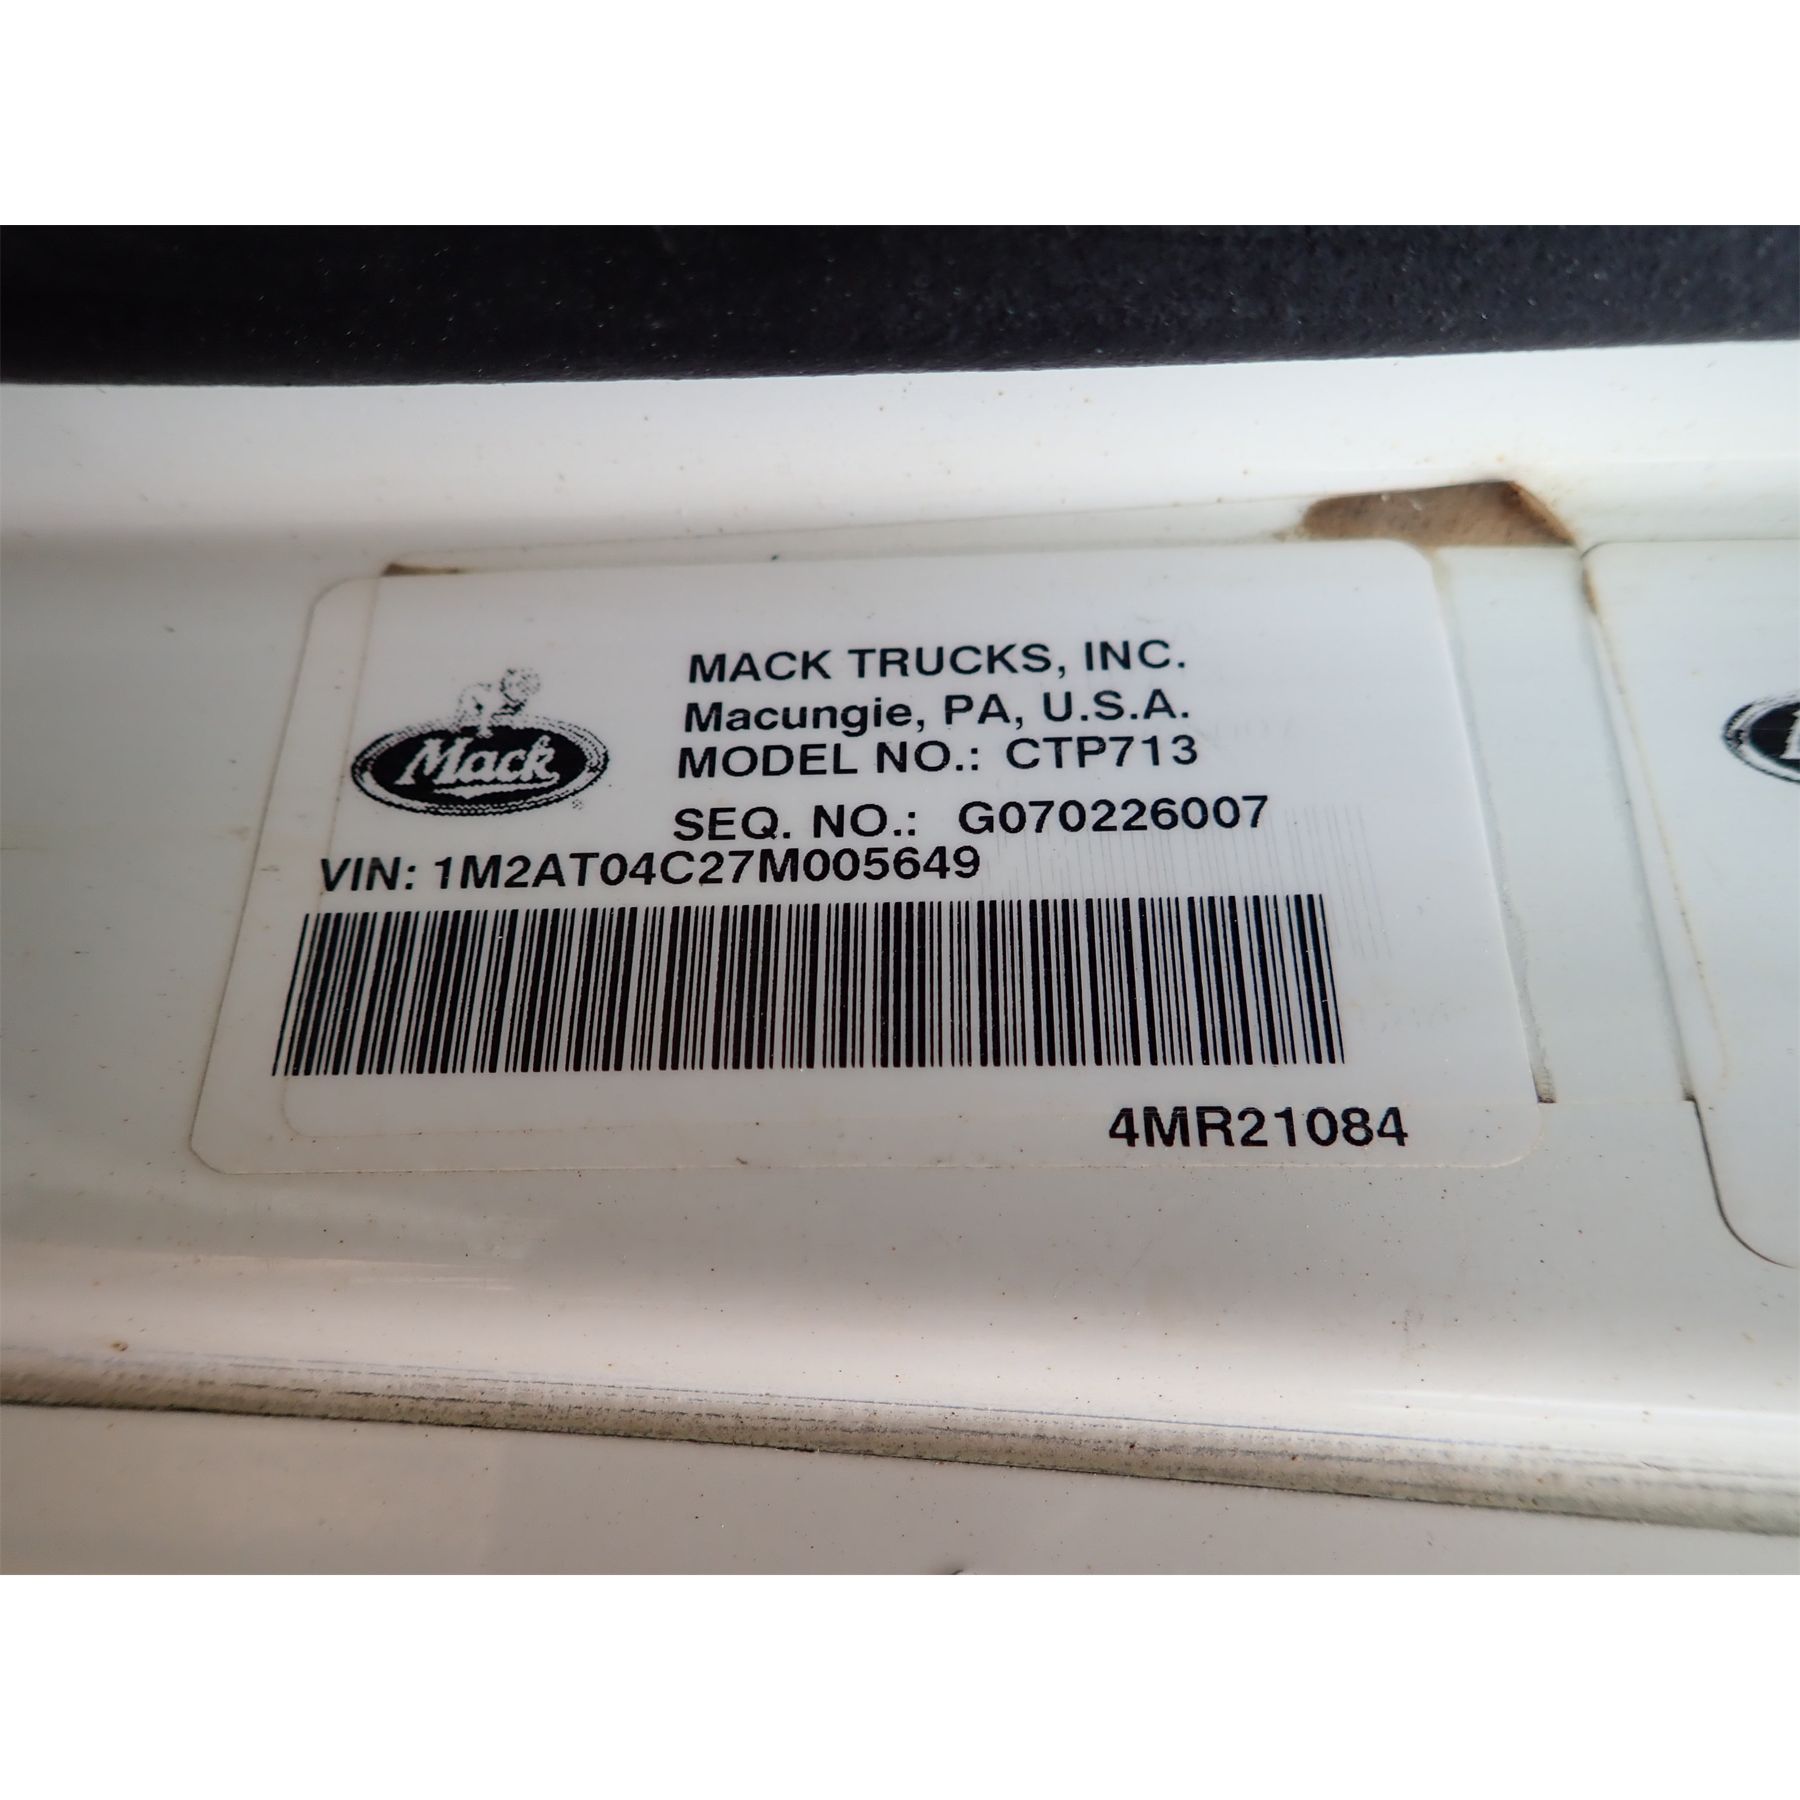 MACK TRUCKS, INC.
Macungie, PA, U.S.A.
Mack
®
MODEL NO.: CTP713
SEQ. NO.: G070226007
VIN: 1M2AT04C27M005649
4MR21084